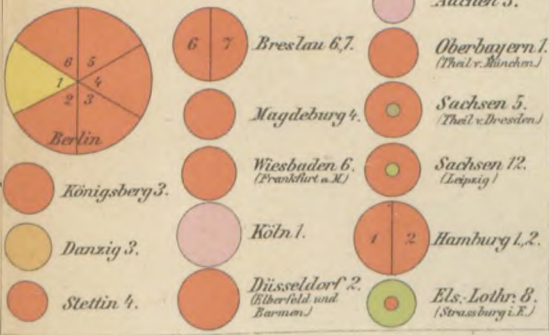 6 5
1 4
2 3
Berlin
Königsberg 3.
Danzig 3.
Stettin 4.
6 7
Breslau 6,7.
Magdeburg 4.
Wiesbaden 6.
(Frankfurt a.M.)
Köln 1.
Düsseldorf 2.
(Elberfeld und
Barmen.)
Aachen 3.
Oberbayern 1.
(Theil v. München.)
Sachsen 5.
(Theil v. Dresden.)
Sachsen 12.
(Leipzig)
1 2
Hamburg 1,2.
Els.-Lothr. 8.
(Strassburg i. E.)